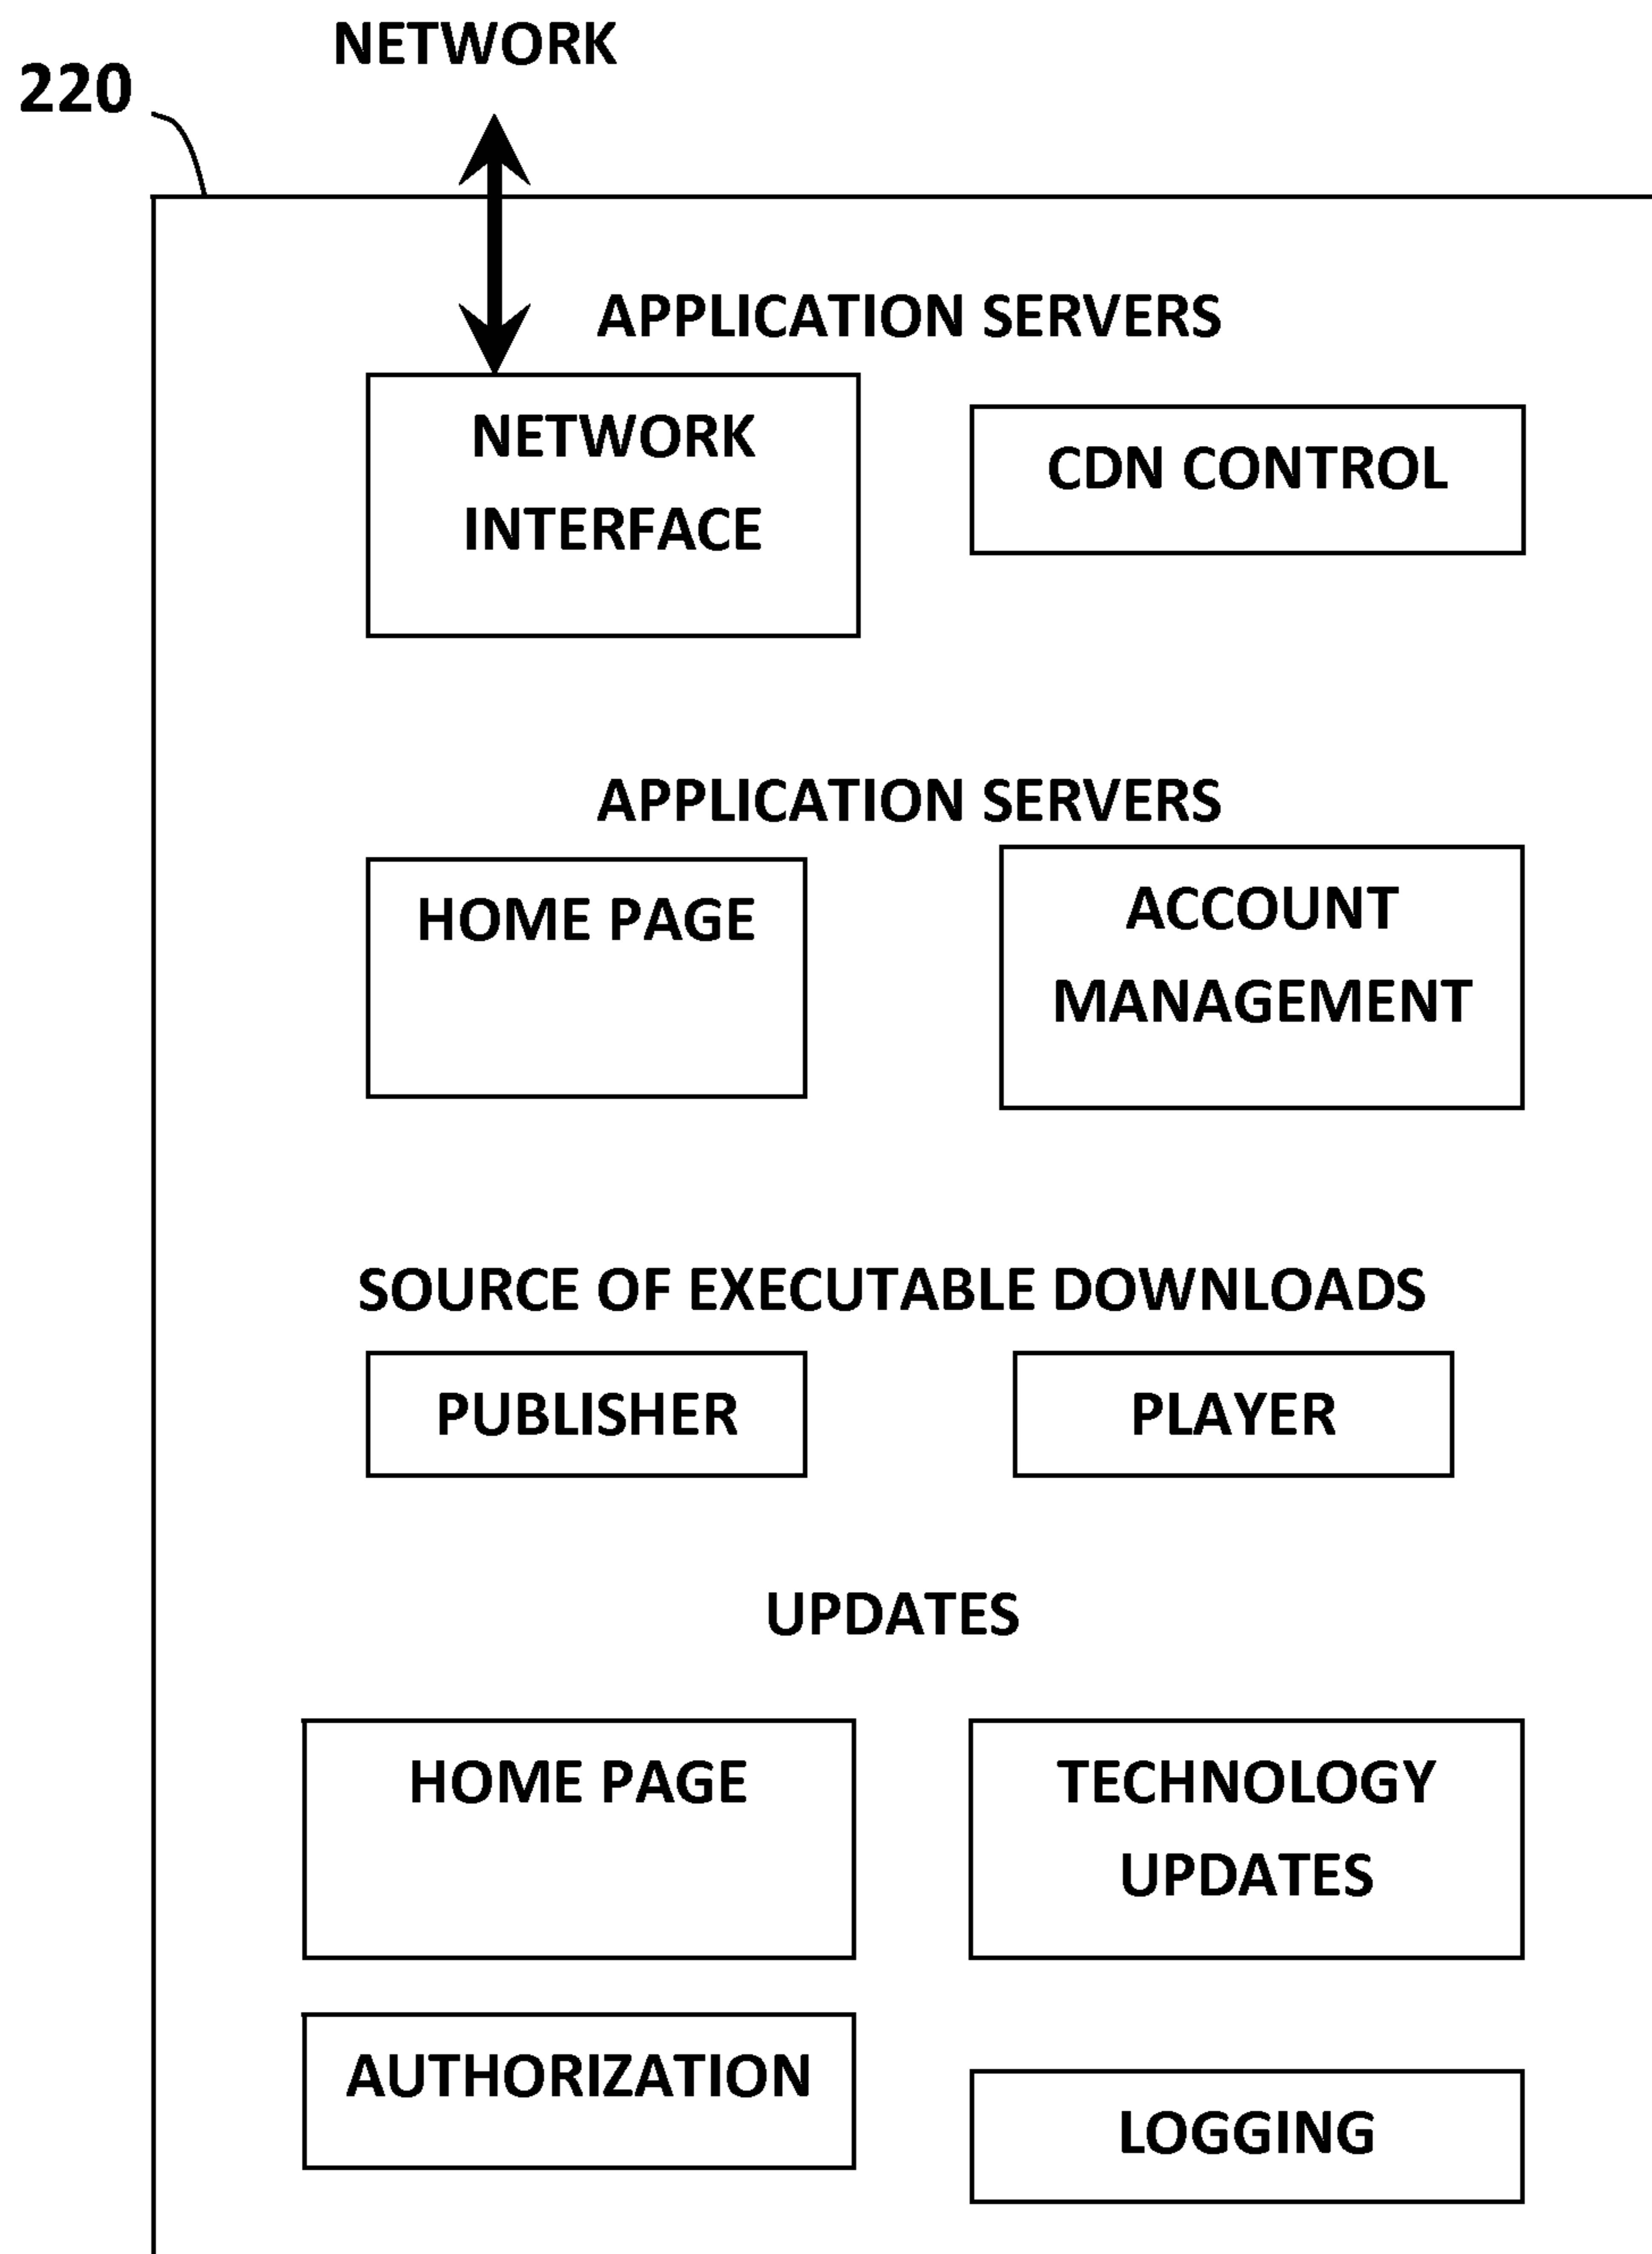 NETWORK
220
APPLICATION SERVERS
NETWORK
INTERFACE
CDN CONTROL
APPLICATION SERVERS
HOME PAGE
ACCOUNT
MANAGEMENT
SOURCE OF EXECUTABLE DOWNLOADS
PUBLISHER
PLAYER
UPDATES
HOME PAGE
TECHNOLOGY
UPDATES
AUTHORIZATION
LOGGING